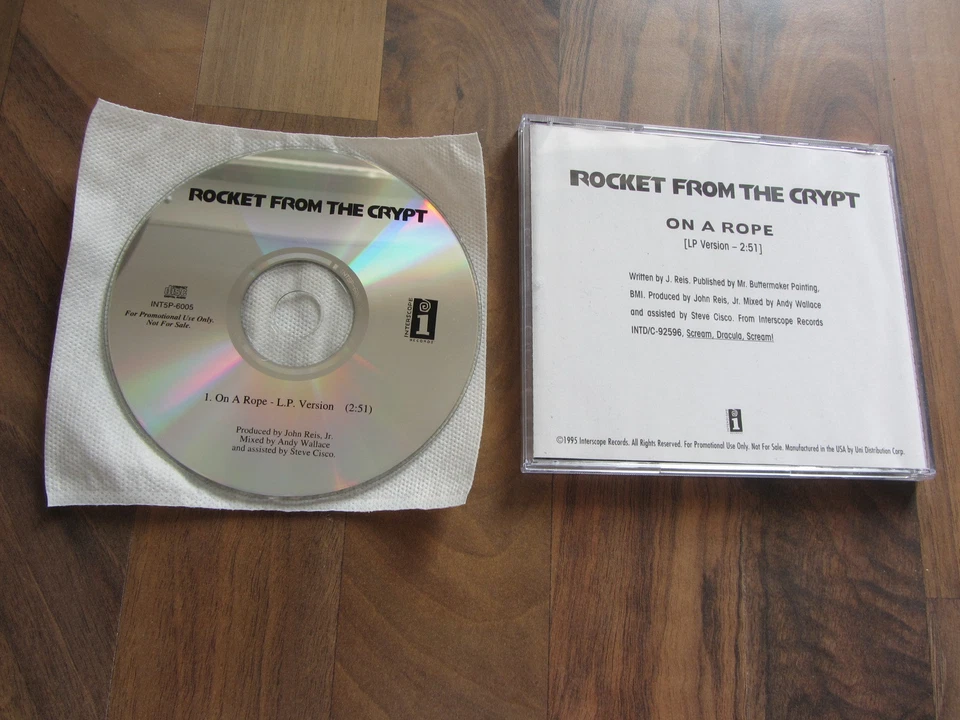 ROCKET FROM THE CRYPT
INT5P-6005
For Promotional Use Only.
Not For Sale.
INTERSCOPE
RECORDS
i
1. On A Rope - L.P. Version (2:51)
Produced by John Reis, Jr.
Mixed by Andy Wallace
and assisted by Steve Cisco.
ROCKET FROM THE CRYPT
ON A ROPE
[LP Version – 2:51]
Written by J. Reis. Published by Mr. Buttermaker Painting,
BMI. Produced by John Reis, Jr. Mixed by Andy Wallace
and assisted by Steve Cisco. From Interscope Records
INTD/C-92596, Scream, Dracula, Scream!
i
©1995 Interscope Records. All Rights Reserved. For Promotional Use Only. Not For Sale. Manufactured in the USA by Uni Distribution Corp.